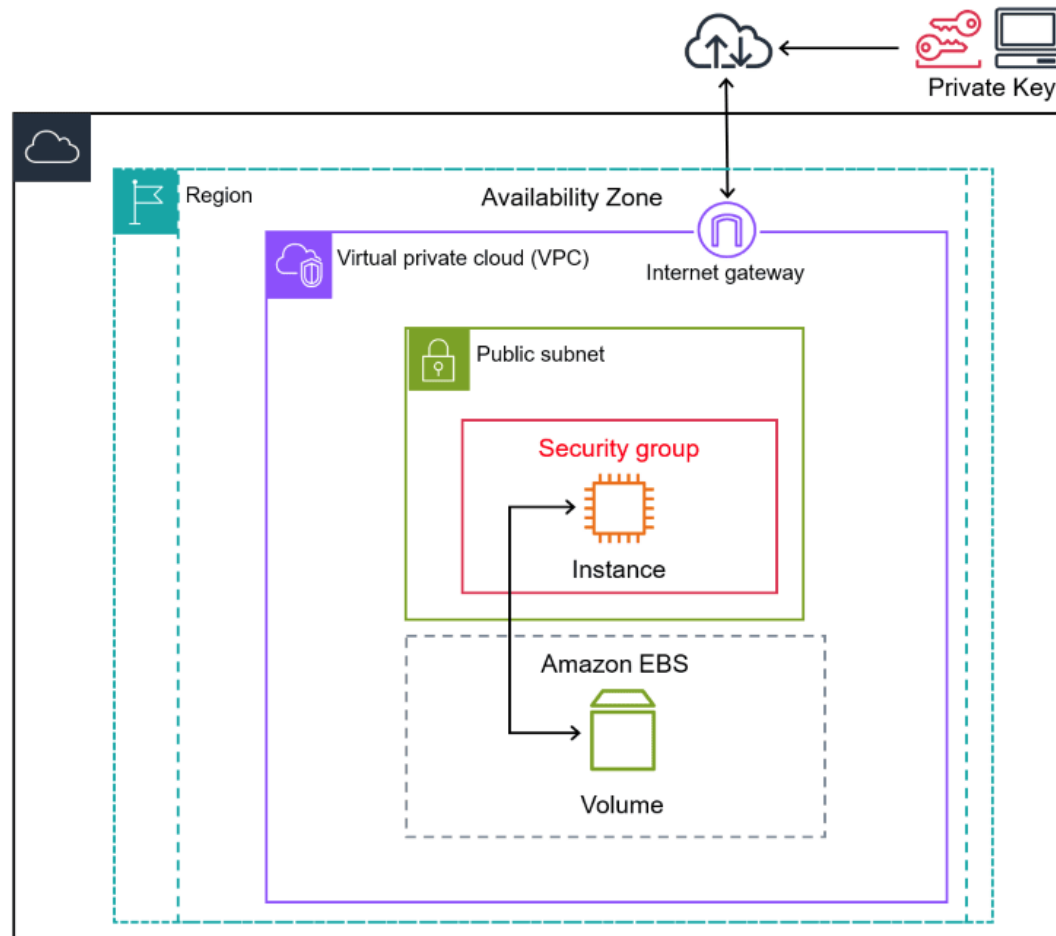 Private Key
Region
Availability Zone
Virtual private cloud (VPC)
Internet gateway
Public subnet
Security group
Instance
Amazon EBS
Volume